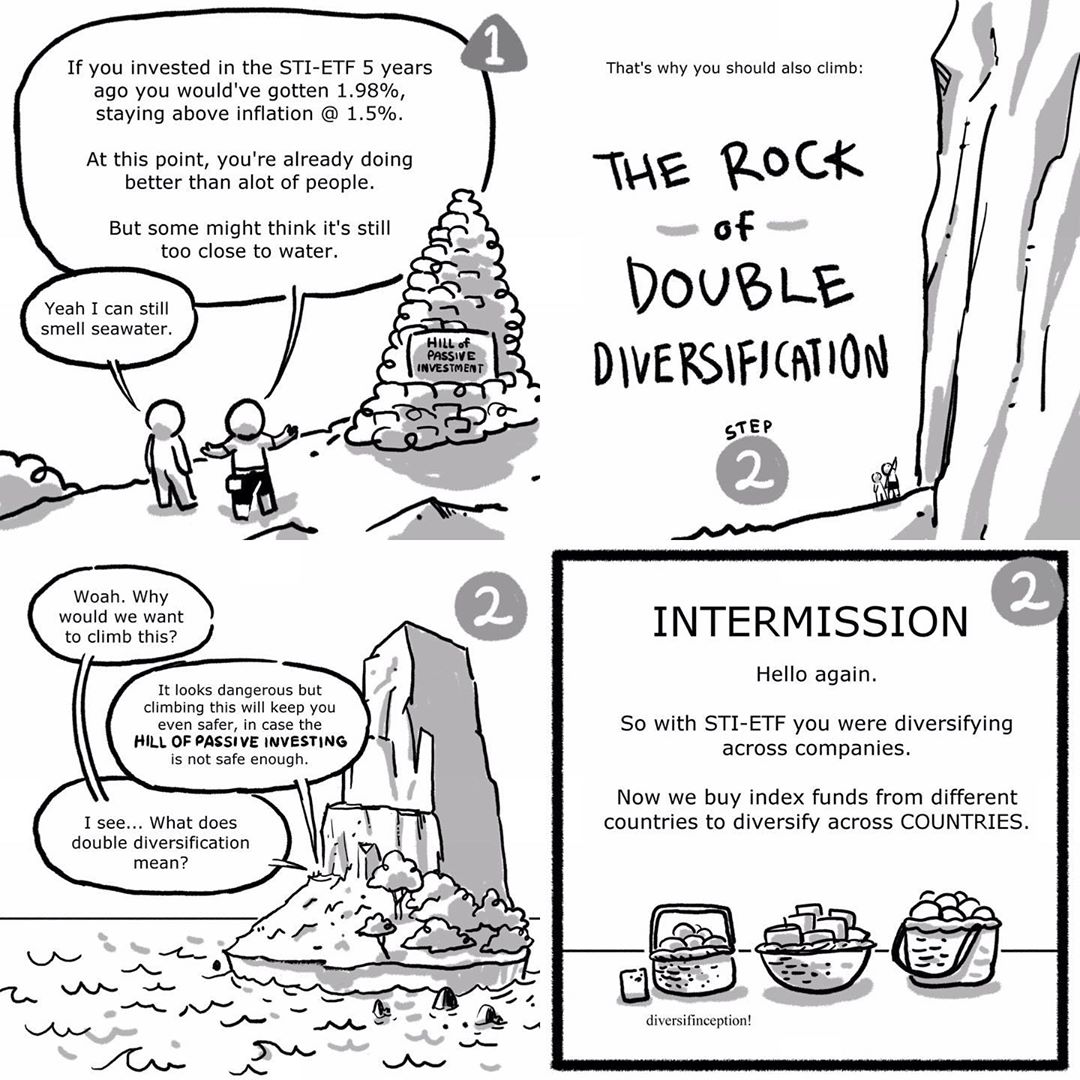 1
If you invested in the STI-ETF 5 years
ago you would've gotten 1.98%,
staying above inflation @ 1.5%.
At this point, you're already doing
better than alot of people.
But some might think it's still
too close to water.
Yeah I can still
smell seawater.
HILL of
PASSIVE
INVESTMENT
That's why you should also climb:
THE ROCK
of
DOUBLE
DIVERSIFICATION
STEP
2
2
Woah. Why
would we want
to climb this?
It looks dangerous but
climbing this will keep you
even safer, in case the
HILL OF PASSIVE INVESTING
is not safe enough.
I see... What does
double diversification
mean?
2
INTERMISSION
Hello again.
So with STI-ETF you were diversifying
across companies.
Now we buy index funds from different
countries to diversify across COUNTRIES.
diversifinception!